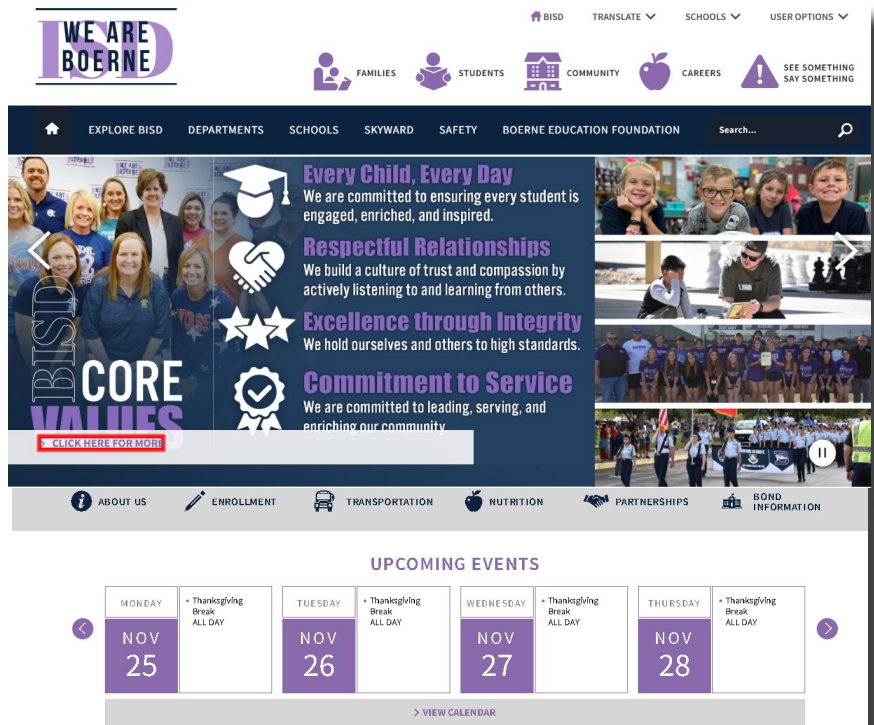 WE ARE
BOERNE
ISD
BISD
TRANSLATE
SCHOOLS
USER OPTIONS
FAMILIES
STUDENTS
COMMUNITY
CAREERS
SEE SOMETHING
SAY SOMETHING
EXPLORE BISD
DEPARTMENTS
SCHOOLS
SKYWARD
SAFETY
BOERNE EDUCATION FOUNDATION
Search...
BISD
CORE
VALUES
Every Child, Every Day
We are committed to ensuring every student is
engaged, enriched, and inspired.
Respectful Relationships
We build a culture of trust and compassion by
actively listening to and learning from others.
Excellence through Integrity
We hold ourselves and others to high standards.
Commitment to Service
We are committed to leading, serving, and
enriching our community
> CLICK HERE FOR MORE
ABOUT US
ENROLLMENT
TRANSPORTATION
NUTRITION
PARTNERSHIPS
BOND
INFORMATION
UPCOMING EVENTS
MONDAY
NOV
25
• Thanksgiving
Break
ALL DAY
TUESDAY
NOV
26
• Thanksgiving
Break
ALL DAY
WEDNESDAY
NOV
27
• Thanksgiving
Break
ALL DAY
THURSDAY
NOV
28
• Thanksgiving
Break
ALL DAY
> VIEW CALENDAR